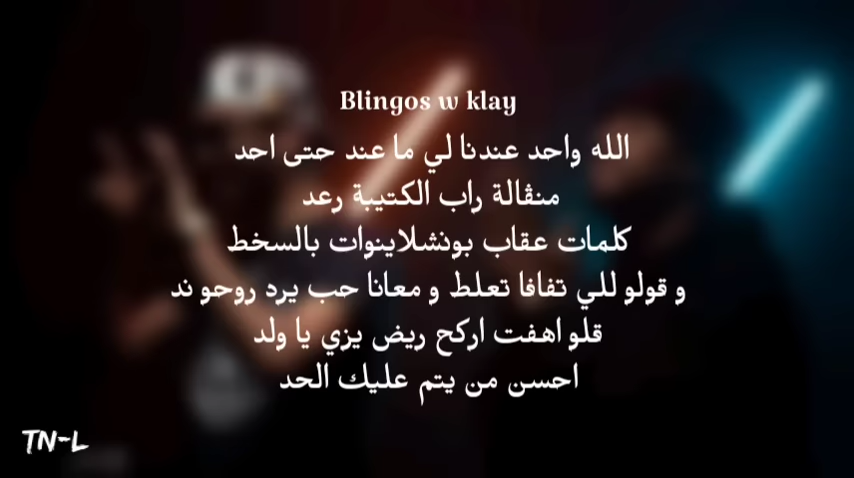 Blingos w klay
الله واحد عندنا لي ما عند حتى احد
منڤالة راب الكتيبة رعد
كلمات عقاب بونشلاينوات بالسخط
و قولو للي تفافا تعلط و معانا حب يرد روحو ند
قلو اهفت اركح ريض يزي يا ولد
احسن من يتم عليك الحد
TN-L